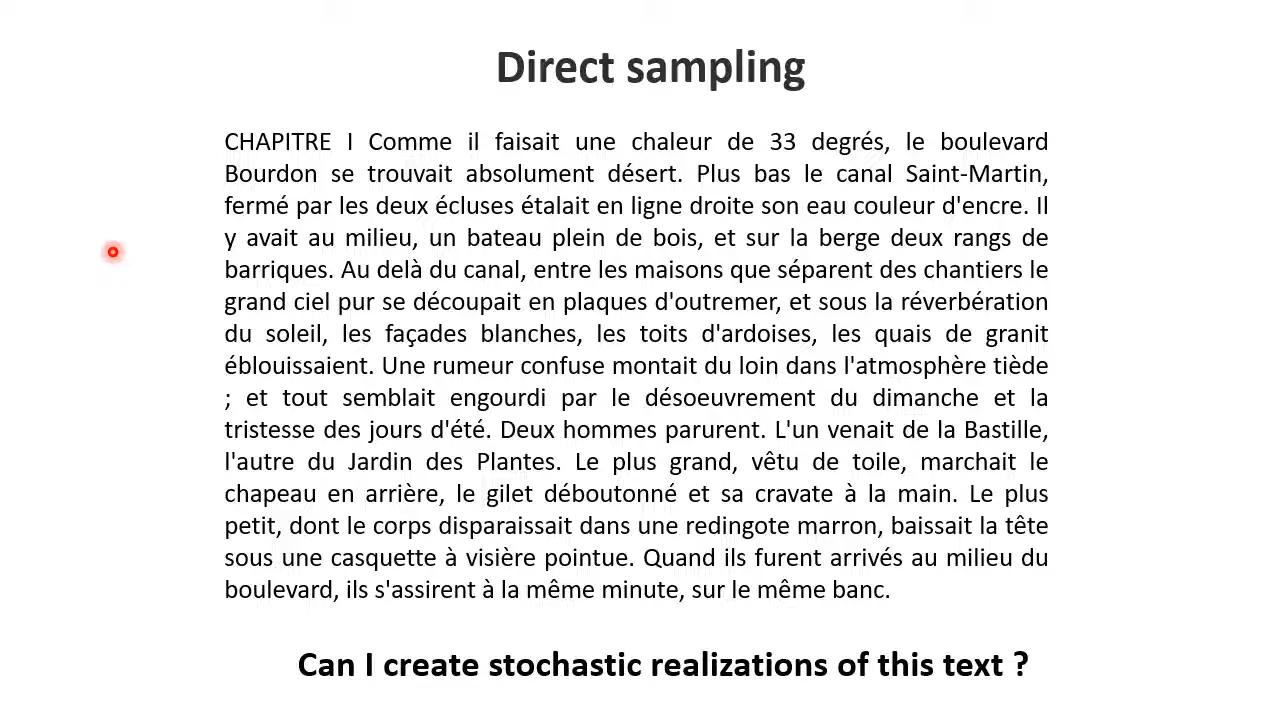 Direct sampling
CHAPITRE I Comme il faisait une chaleur de 33 degrés, le boulevard
Bourdon se trouvait absolument désert. Plus bas le canal Saint-Martin,
fermé par les deux écluses étalait en ligne droite son eau couleur d'encre. Il
y avait au milieu, un bateau plein de bois, et sur la berge deux rangs de
barriques. Au delà du canal, entre les maisons que séparent des chantiers le
grand ciel pur se découpait en plaques d'outremer, et sous la réverbération
du soleil, les façades blanches, les toits d'ardoises, les quais de granit
éblouissaient. Une rumeur confuse montait du loin dans l'atmosphère tiède
; et tout semblait engourdi par le désoeuvrement du dimanche et la
tristesse des jours d'été. Deux hommes parurent. L'un venait de la Bastille,
l'autre du Jardin des Plantes. Le plus grand, vêtu de toile, marchait le
chapeau en arrière, le gilet déboutonné et sa cravate à la main. Le plus
petit, dont le corps disparaissait dans une redingote marron, baissait la tête
sous une casquette à visière pointue. Quand ils furent arrivés au milieu du
boulevard, ils s'assirent à la même minute, sur le même banc.
Can I create stochastic realizations of this text ?